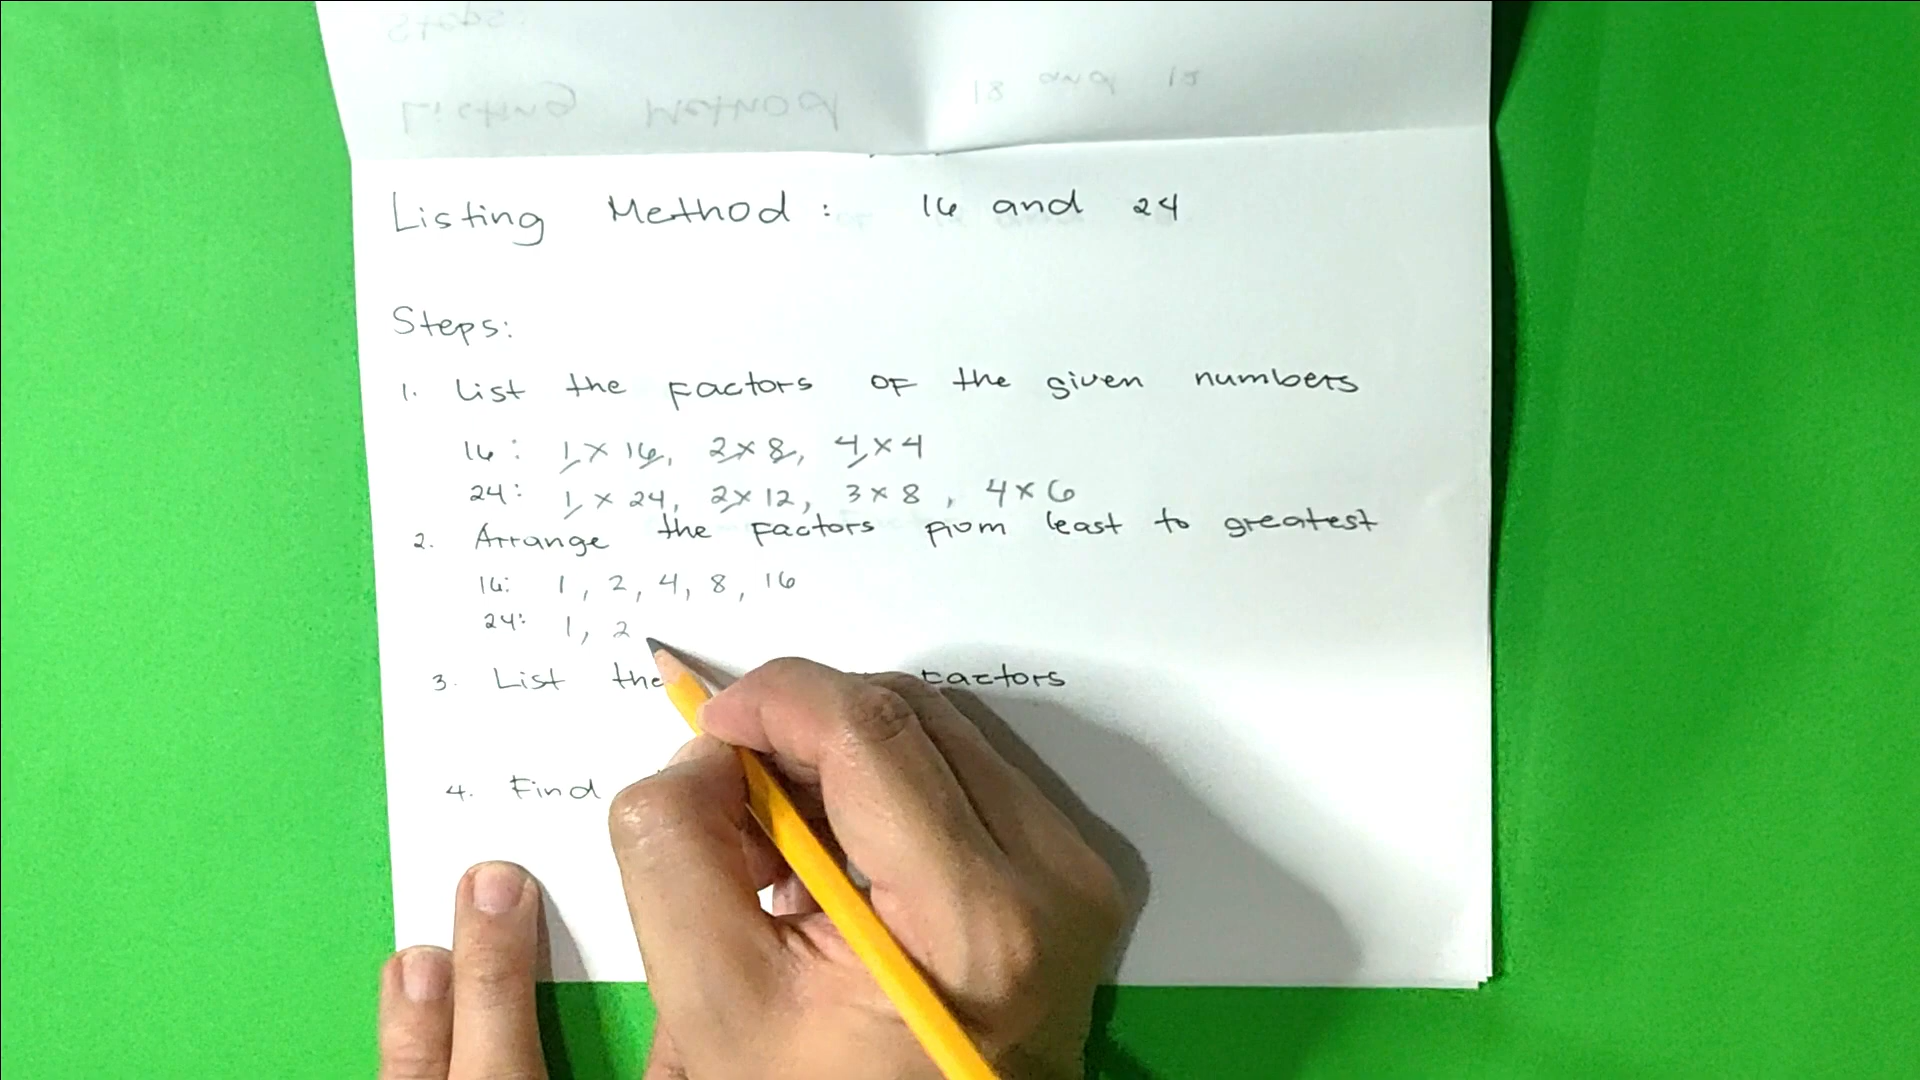 Listing Method : 16 and 24
Steps:
1. List the factors of the given numbers
16 : 1 x 16, 2 x 8, 4 x 4
24 : 1 x 24, 2 x 12, 3 x 8 , 4 x 6
2. Arrange the factors from least to greatest
16: 1 , 2, 4, 8, 16
24: 1, 2
3. List the factors
4. Find